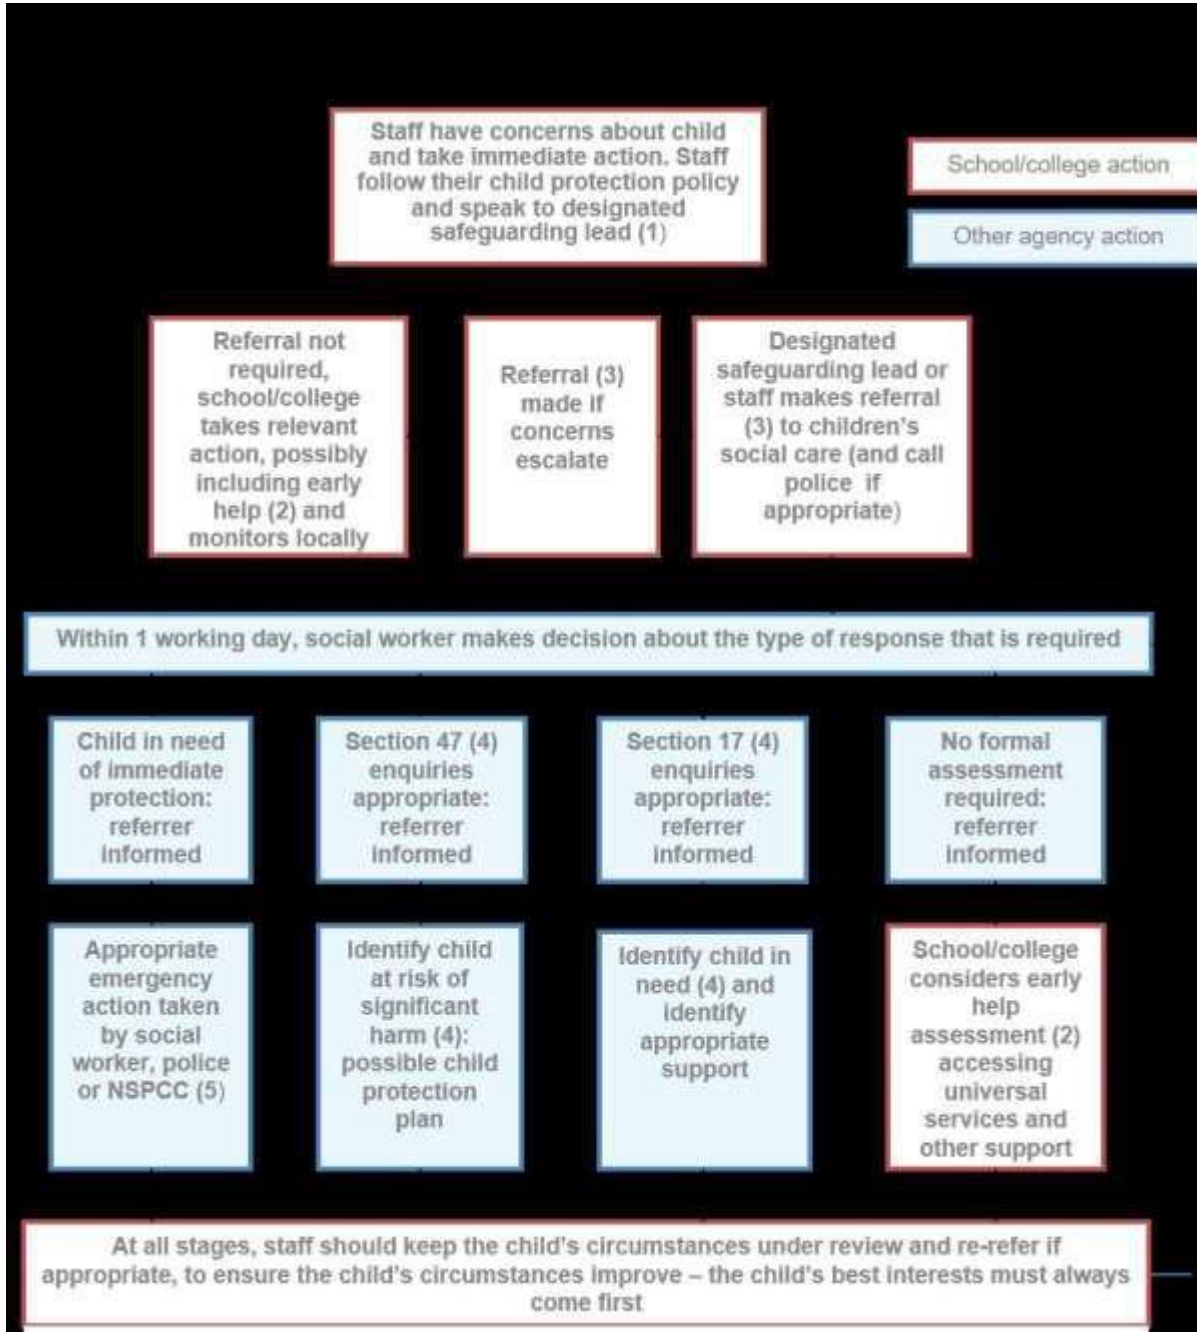 Staff have concerns about child
and take immediate action. Staff
follow their child protection policy
and speak to designated
safeguarding lead (1)
School/college action
Other agency action
Referral not
required,
school/college
takes relevant
action, possibly
including early
help (2) and
monitors locally
Referral (3)
made if
concerns
escalate
Designated
safeguarding lead or
staff makes referral
(3) to children's
social care (and call
police if
appropriate)
Within 1 working day, social worker makes decision about the type of response that is required
Child in need
of immediate
protection:
referrer
informed
Section 47 (4)
enquiries
appropriate:
referrer
informed
Section 17 (4)
enquiries
appropriate:
referrer
informed
No formal
assessment
required:
referrer
informed
Appropriate
emergency
action taken
by social
worker, police
or NSPCC (5)
Identify child
at risk of
significant
harm (4):
possible child
protection
plan
Identify child in
need (4) and
identify
appropriate
support
School/college
considers early
help
assessment (2)
accessing
universal
services and
other support
At all stages, staff should keep the child's circumstances under review and re-refer if
appropriate, to ensure the child's circumstances improve – the child's best interests must always
come first